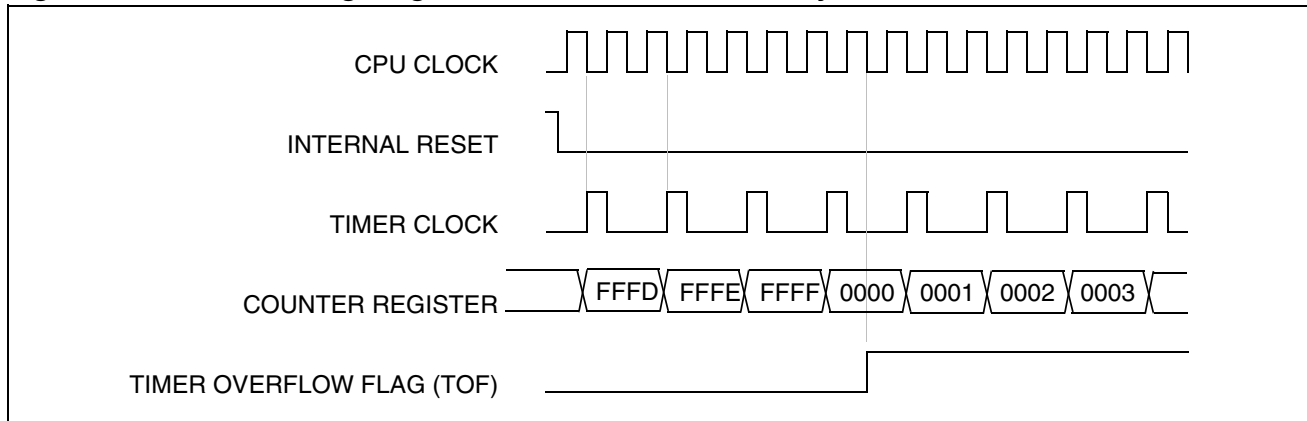 CPU CLOCK
INTERNAL RESET
TIMER CLOCK
COUNTER REGISTER
FFFD FFFE FFFF 0000 0001 0002 0003
TIMER OVERFLOW FLAG (TOF)